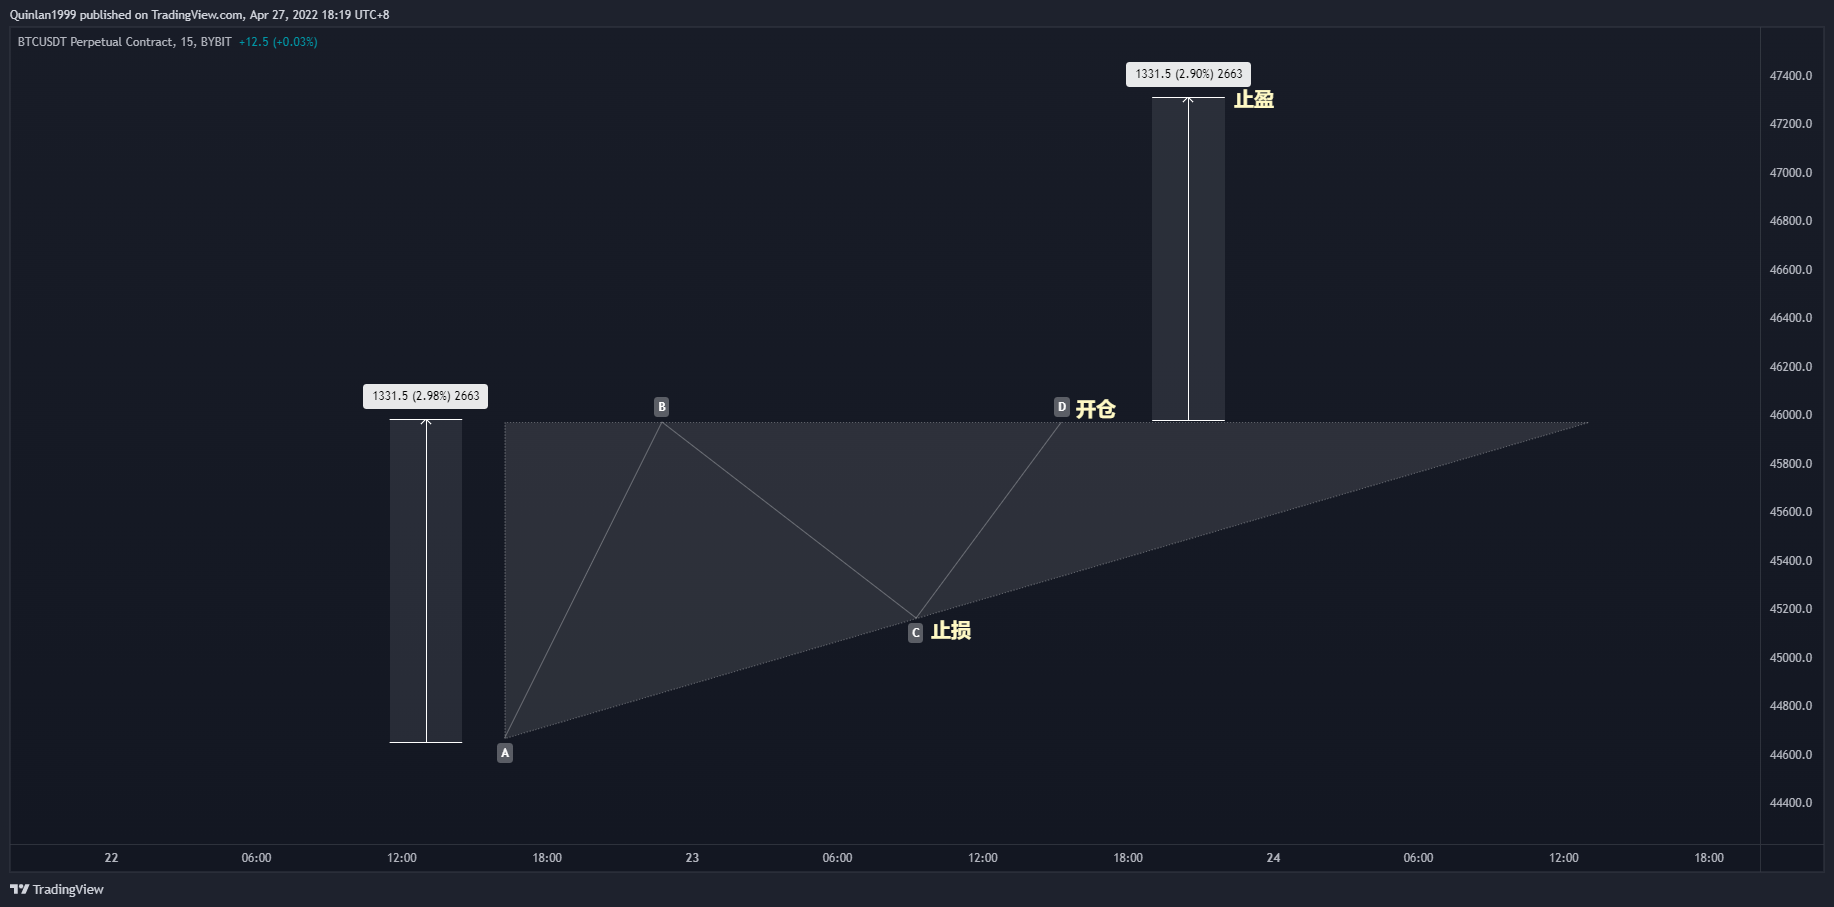 Quinlan1999 published on TradingView.com, Apr 27, 2022 18:19 UTC+8
BTCUSDT Perpetual Contract, 15, BYBIT +12.5 (+0.03%)
1331.5 (2.90%) 2663
止盈
1331.5 (2.98%) 2663
B
D 开仓
C 止损
A
47400.0
47200.0
47000.0
46800.0
46600.0
46400.0
46200.0
46000.0
45800.0
45600.0
45400.0
45200.0
45000.0
44800.0
44600.0
44400.0
22 06:00 12:00 18:00 23 06:00 12:00 18:00 24 06:00 12:00 18:00
TradingView